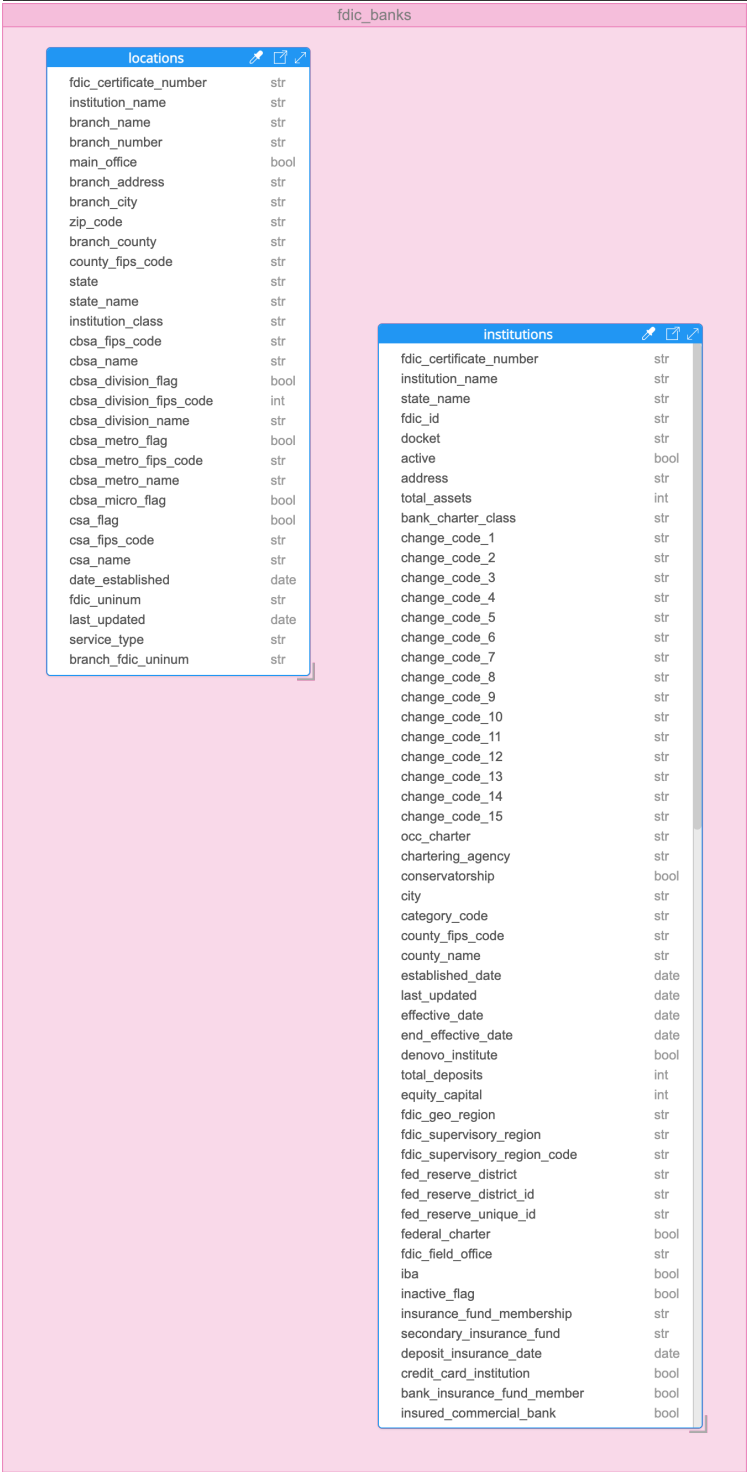 fdic_banks
locations
fdic_certificate_number str
institution_name str
branch_name str
branch_number str
main_office bool
branch_address str
branch_city str
zip_code str
branch_county str
county_fips_code str
state str
state_name str
institution_class str
cbsa_fips_code str
cbsa_name str
cbsa_division_flag bool
cbsa_division_fips_code int
cbsa_division_name str
cbsa_metro_flag bool
cbsa_metro_fips_code str
cbsa_metro_name str
cbsa_micro_flag bool
csa_flag bool
csa_fips_code str
csa_name str
date_established date
fdic_uninum str
last_updated date
service_type str
branch_fdic_uninum str
institutions
fdic_certificate_number str
institution_name str
state_name str
fdic_id str
docket str
active bool
address str
total_assets int
bank_charter_class str
change_code_1 str
change_code_2 str
change_code_3 str
change_code_4 str
change_code_5 str
change_code_6 str
change_code_7 str
change_code_8 str
change_code_9 str
change_code_10 str
change_code_11 str
change_code_12 str
change_code_13 str
change_code_14 str
change_code_15 str
occ_charter str
chartering_agency str
conservatorship bool
city str
category_code str
county_fips_code str
county_name str
established_date date
last_updated date
effective_date date
end_effective_date date
denovo_institute bool
total_deposits int
equity_capital int
fdic_geo_region str
fdic_supervisory_region str
fdic_supervisory_region_code str
fed_reserve_district str
fed_reserve_district_id str
fed_reserve_unique_id str
federal_charter bool
fdic_field_office str
iba bool
inactive_flag bool
insurance_fund_membership str
secondary_insurance_fund str
deposit_insurance_date date
credit_card_institution bool
bank_insurance_fund_member bool
insured_commercial_bank bool